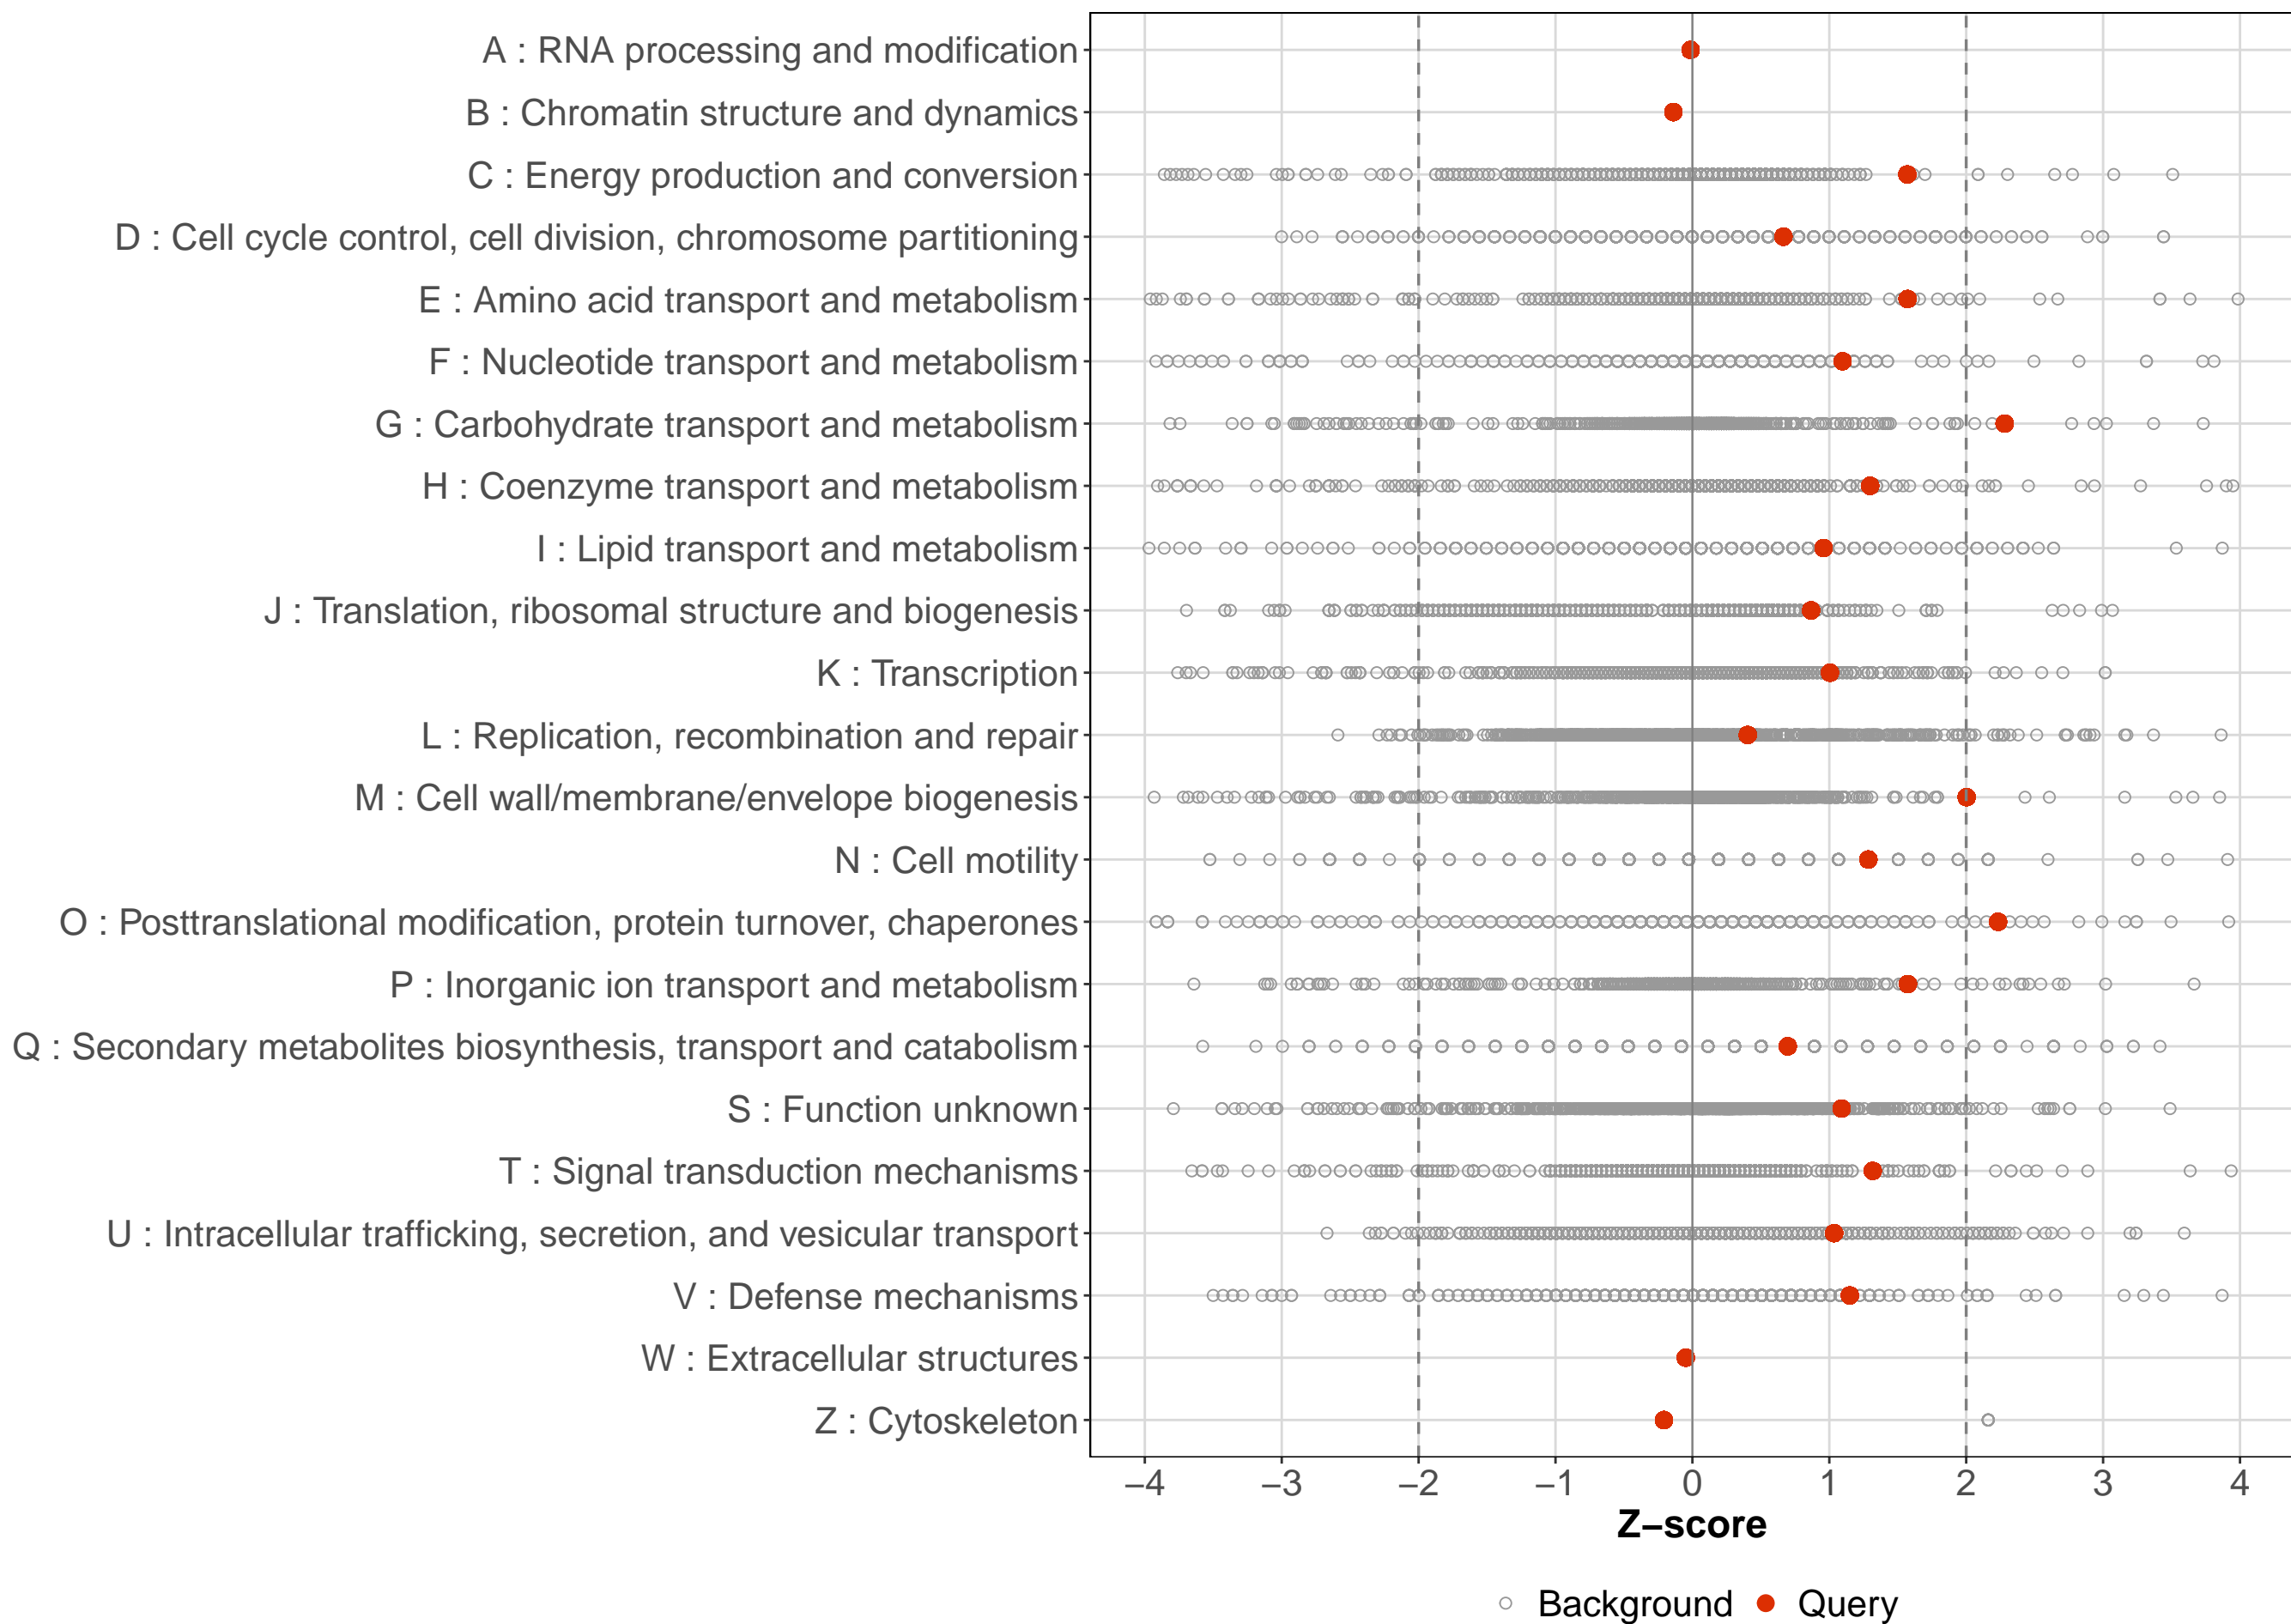 A : RNA processing and modification
B : Chromatin structure and dynamics
C : Energy production and conversion
D : Cell cycle control, cell division, chromosome partitioning
E : Amino acid transport and metabolism
F : Nucleotide transport and metabolism
G : Carbohydrate transport and metabolism
H : Coenzyme transport and metabolism
I : Lipid transport and metabolism
J : Translation, ribosomal structure and biogenesis
K : Transcription
L : Replication, recombination and repair
M : Cell wall/membrane/envelope biogenesis
N : Cell motility
O : Posttranslational modification, protein turnover, chaperones
P : Inorganic ion transport and metabolism
Q : Secondary metabolites biosynthesis, transport and catabolism
S : Function unknown
T : Signal transduction mechanisms
U : Intracellular trafficking, secretion, and vesicular transport
V : Defense mechanisms
W : Extracellular structures
Z : Cytoskeleton
−4 −3 −2 −1 0 1 2 3 4
Z−score
Background Query